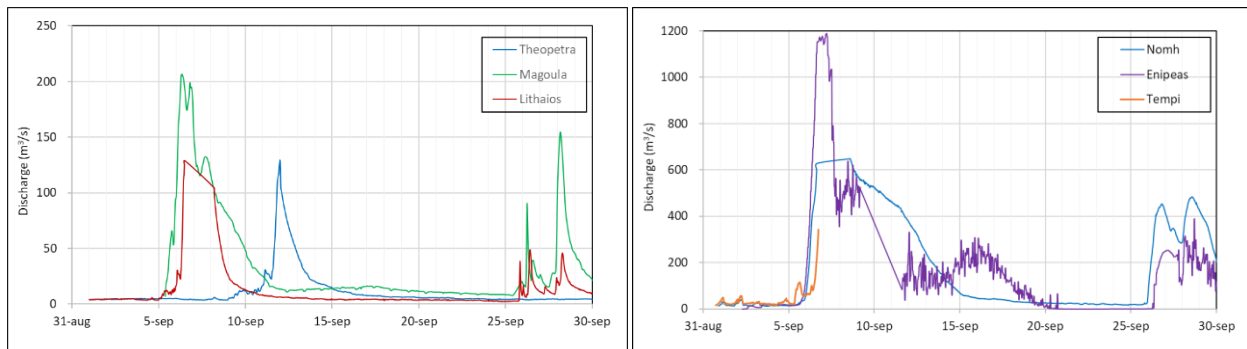 250
200
150
100
50
0
Discharge (m³/s)
31-aug 5-sep 10-sep 15-sep 20-sep 25-sep 30-sep
Theopetra
Magoula
Lithaios
1200
1000
800
600
400
200
0
Discharge (m³/s)
31-aug 5-sep 10-sep 15-sep 20-sep 25-sep 30-sep
Nomh
Enipeas
Tempi